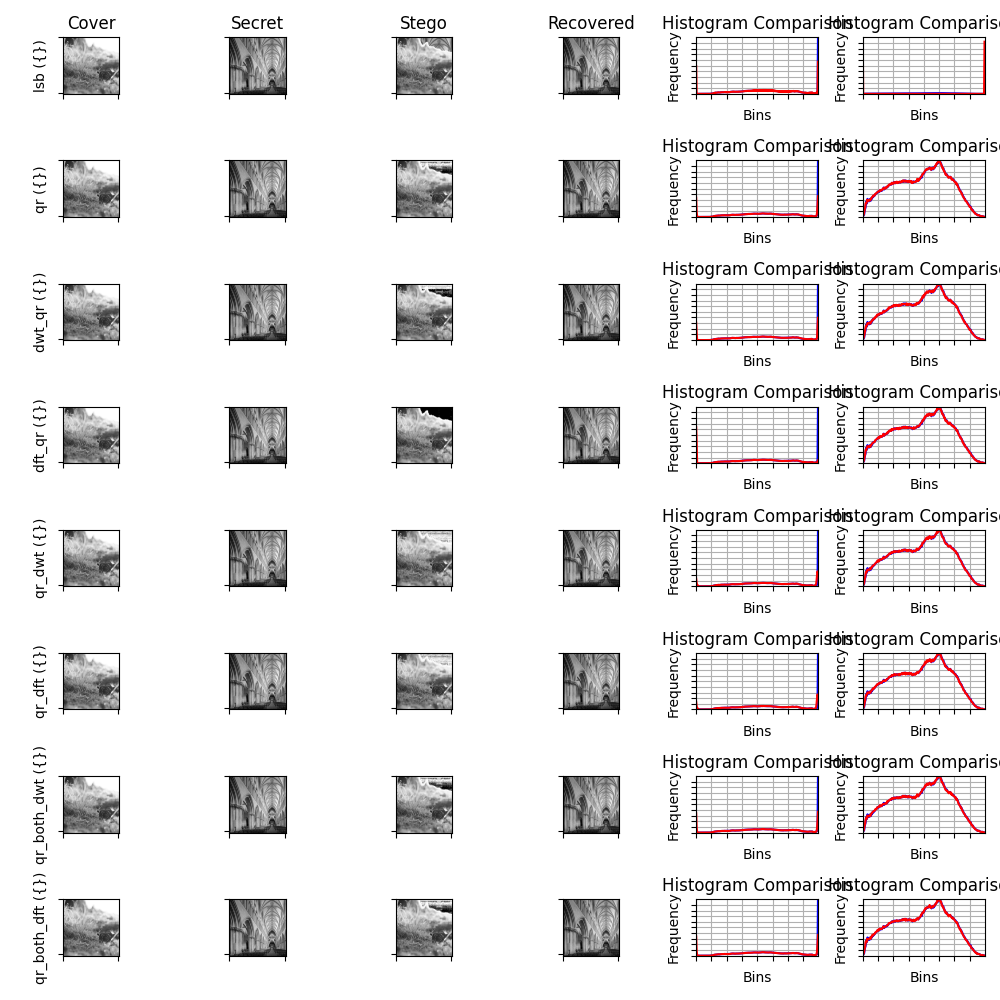 Cover Secret Stego Recovered Histogram Comparison Histogram Comparis
lsb ({}) Frequency Frequency
Bins Bins
Histogram Comparison Histogram Comparis
qr ({}) Frequency Frequency
Bins Bins
Histogram Comparison Histogram Comparis
dwt_qr ({}) Frequency Frequency
Bins Bins
Histogram Comparison Histogram Comparis
dft_qr ({}) Frequency Frequency
Bins Bins
Histogram Comparison Histogram Comparis
qr_dwt ({}) Frequency Frequency
Bins Bins
Histogram Comparison Histogram Comparis
qr_dft ({}) Frequency Frequency
Bins Bins
Histogram Comparison Histogram Comparis
qr_both_dwt ({}) Frequency Frequency
Bins Bins
Histogram Comparison Histogram Comparis
qr_both_dft ({}) Frequency Frequency
Bins Bins